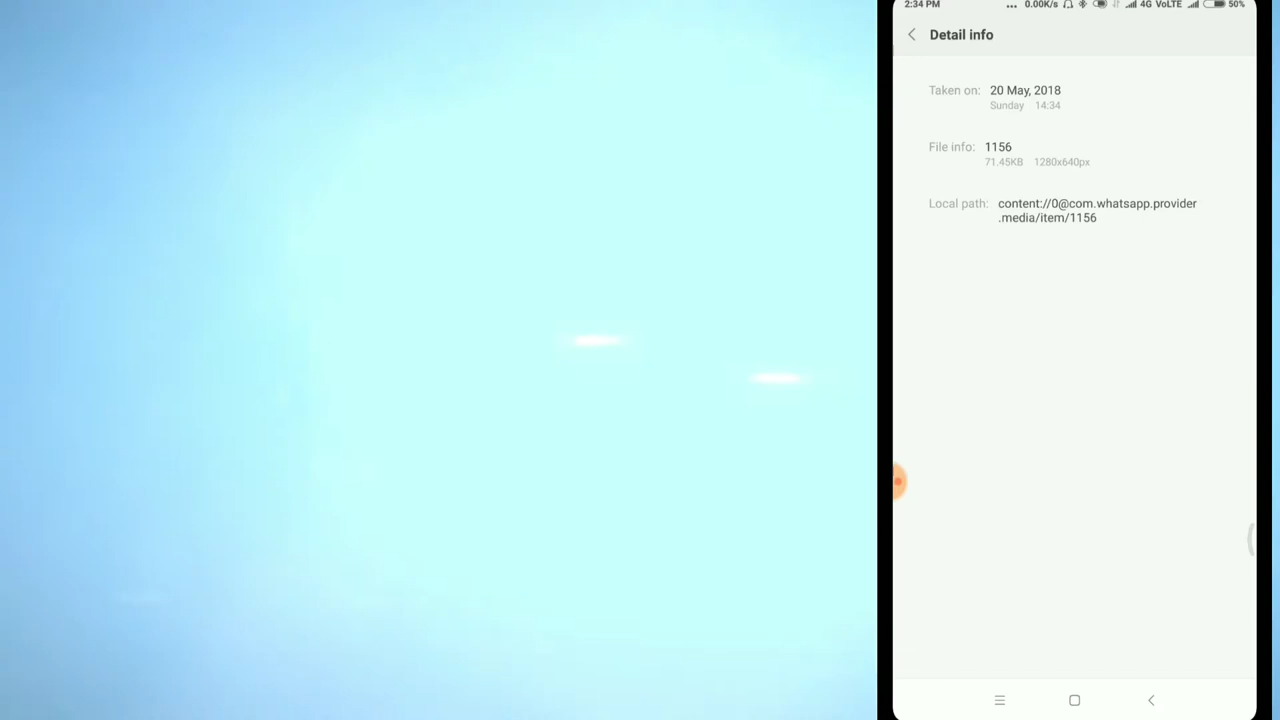 2:34 PM ... 0.00K/s 4G VoLTE 50%
Detail info
Taken on: 20 May, 2018
Sunday 14:34
File info: 1156
71.45KB 1280x640px
Local path: content://0@com.whatsapp.provider
.media/item/1156